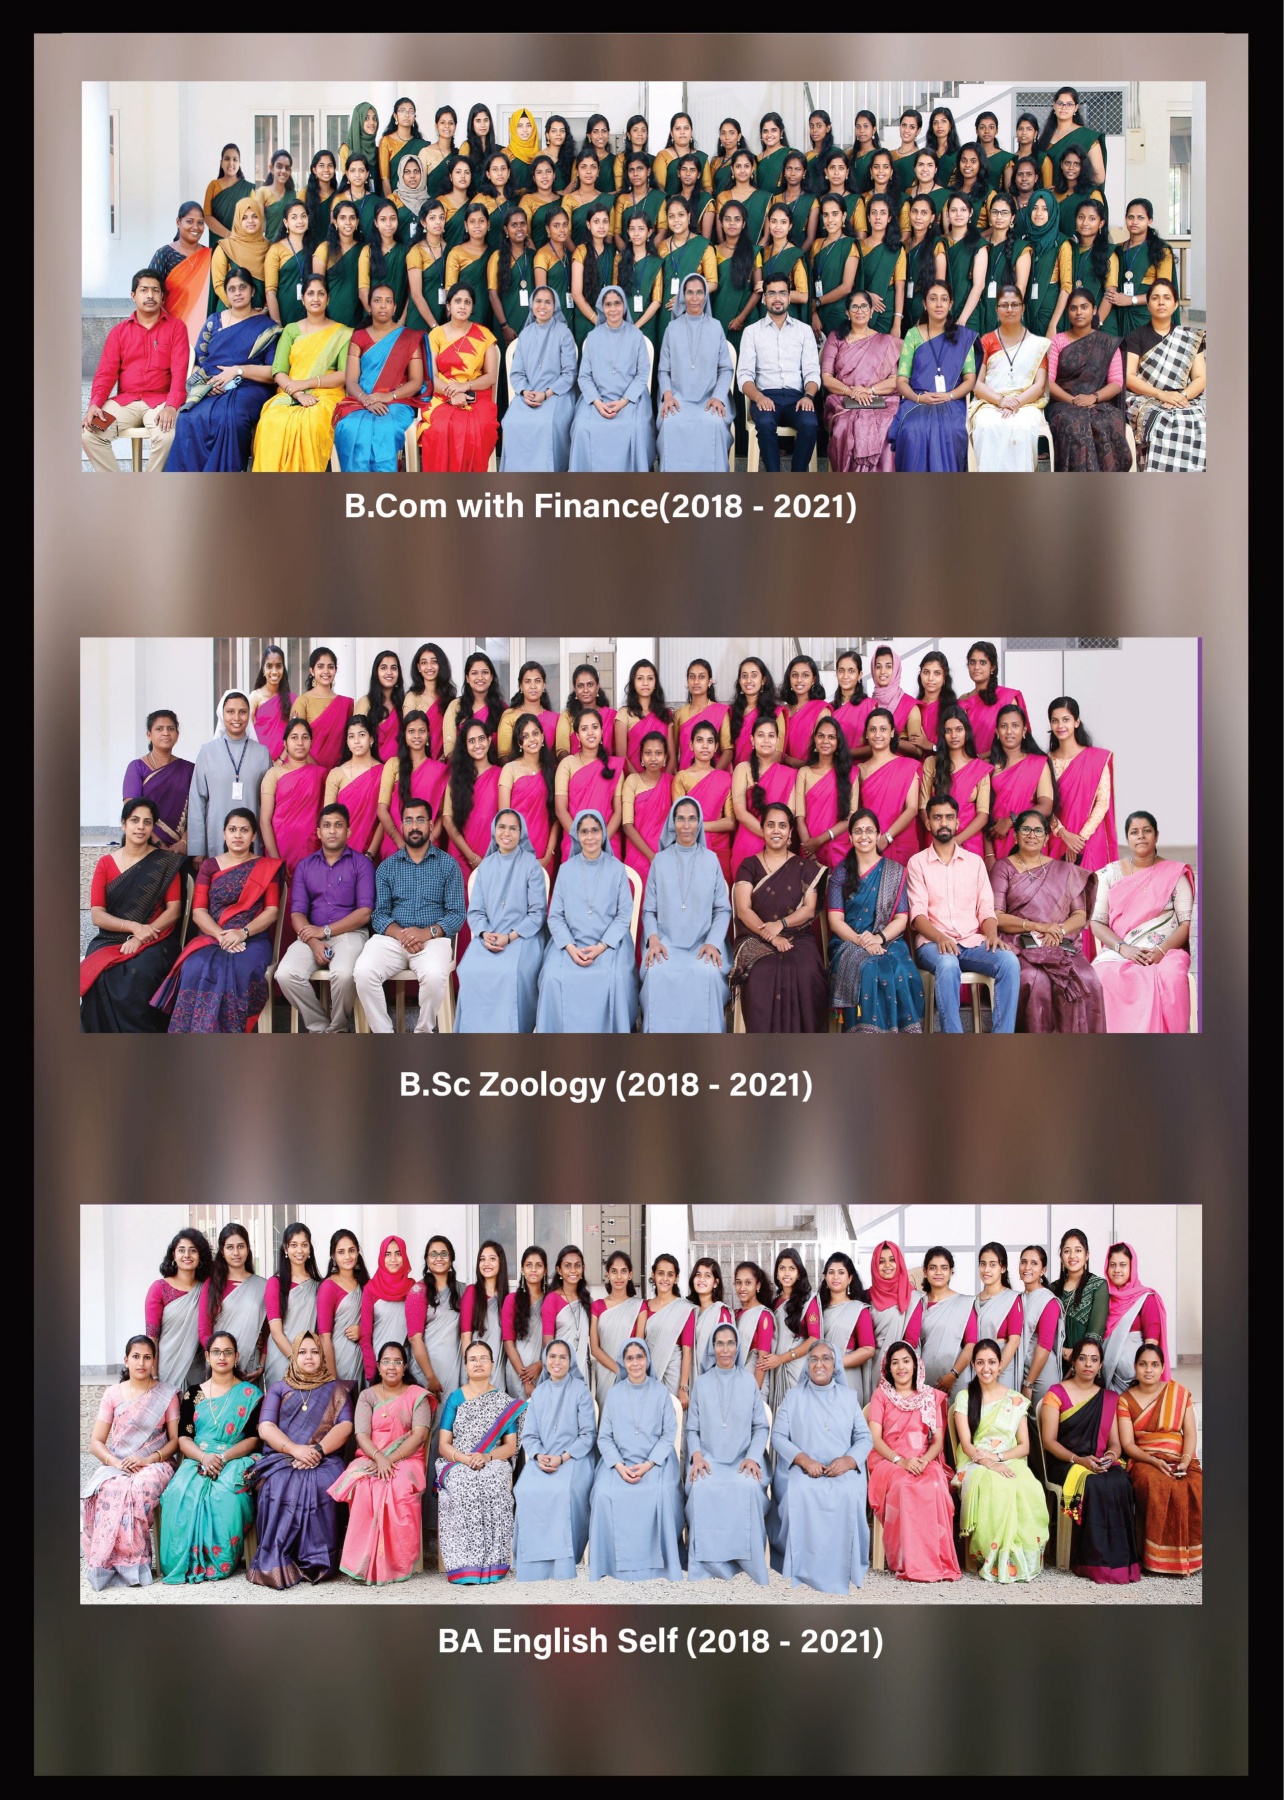 B.Com with Finance(2018 - 2021)
B.Sc Zoology (2018 - 2021)
BA English Self (2018 - 2021)